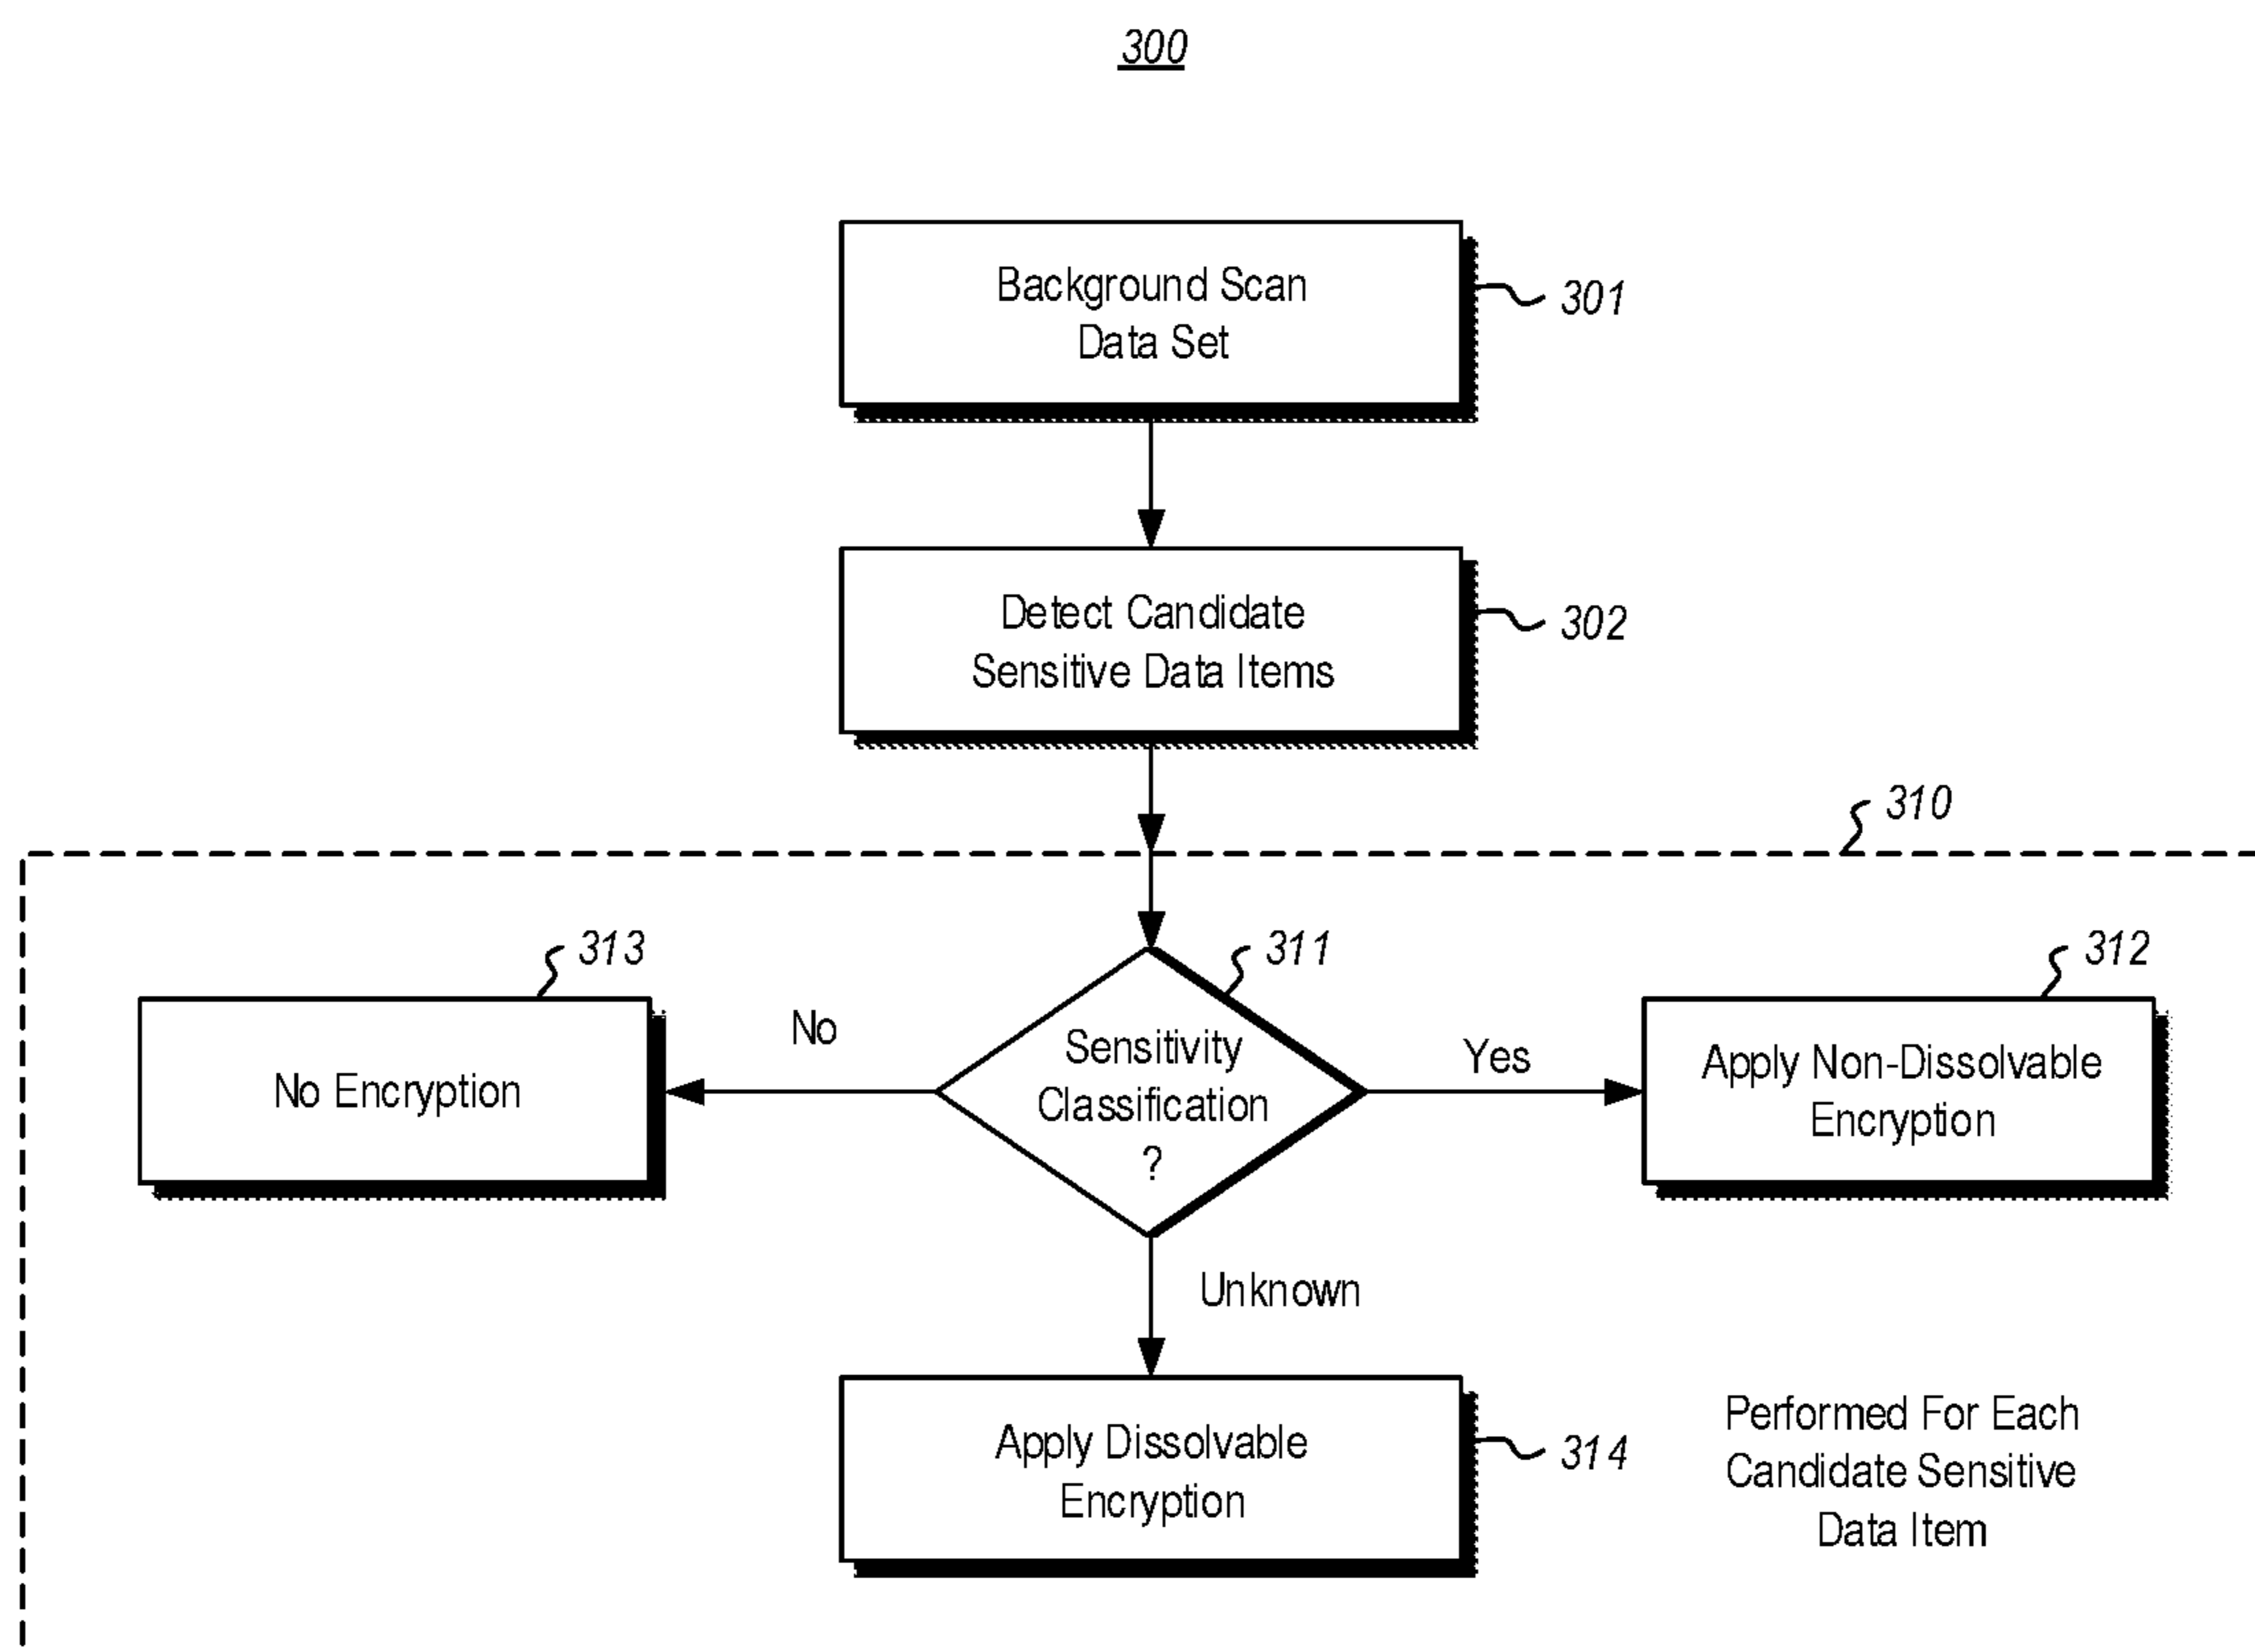 300
Background Scan
Data Set
301
Detect Candidate
Sensitive Data Items
302
310
313
311
312
No Encryption
No
Sensitivity
Classification
?
Yes
Apply Non-Dissolvable
Encryption
Unknown
Apply Dissolvable
Encryption
314
Performed For Each
Candidate Sensitive
Data Item